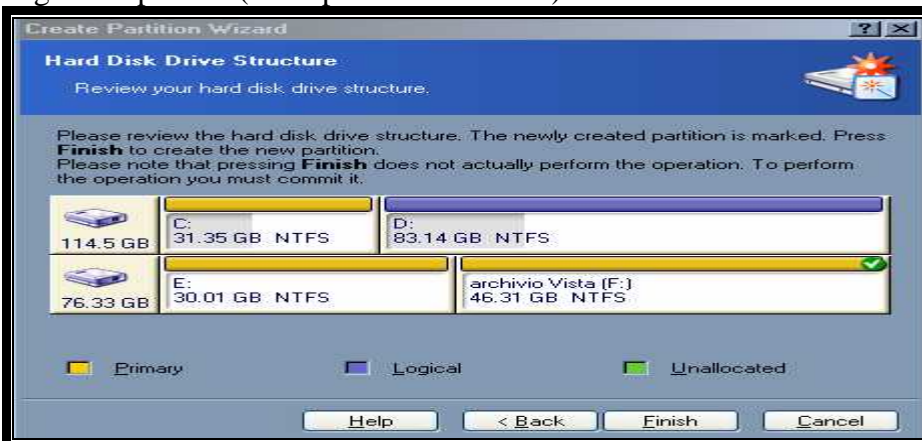 Create Partition Wizard
Hard Disk Drive Structure
Review your hard disk drive structure.
Please review the hard disk drive structure. The newly created partition is marked. Press
Finish to create the new partition.
Please note that pressing Finish does not actually perform the operation. To perform
the operation you must commit it.
114.5 GB
C:
31.35 GB NTFS
D:
83.14 GB NTFS
76.33 GB
E:
30.01 GB NTFS
archivio Vista (F:)
46.31 GB NTFS
Primary
Logical
Unallocated
Help
< Back
Finish
Cancel